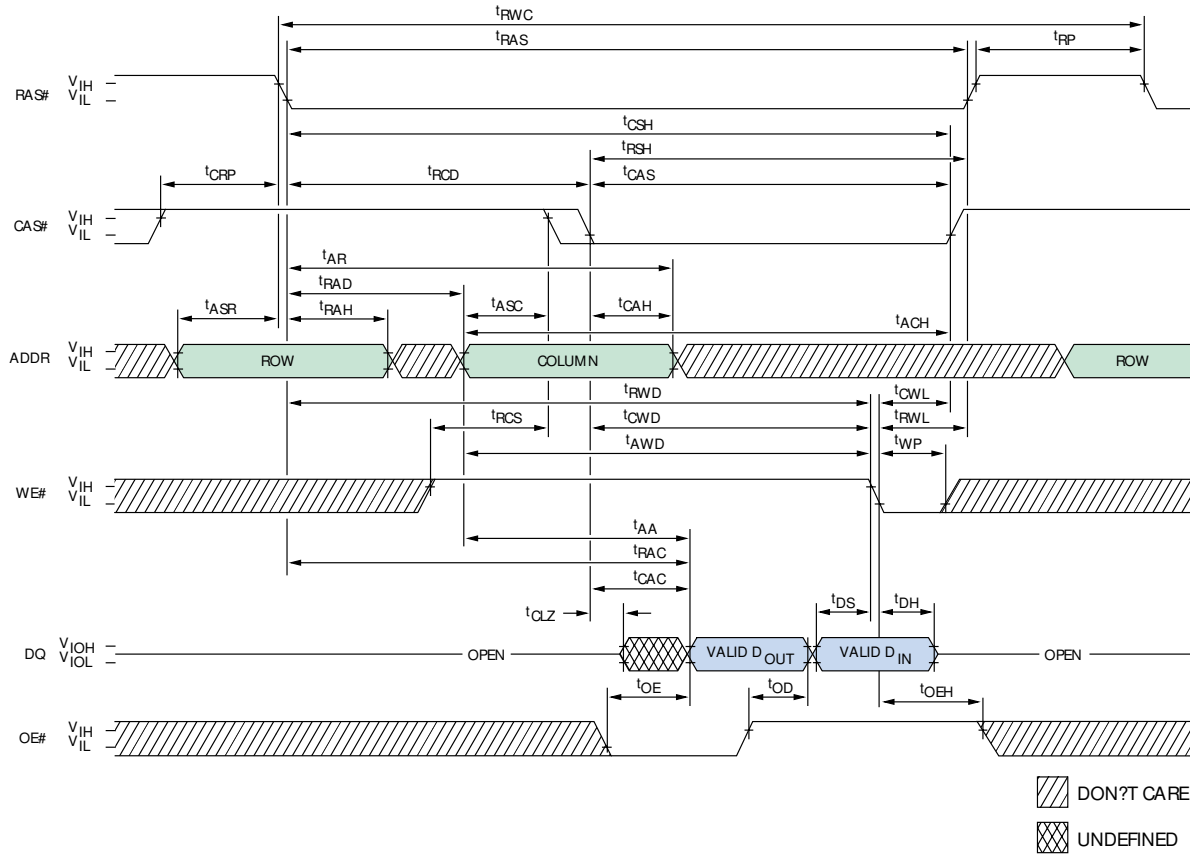 tRWC
tRAS
tRP
RAS#
VIH
VIL
tCSH
tRSH
tCRP
tRCD
tCAS
CAS#
VIH
VIL
tAR
tRAD
tASR
tRAH
tASC
tCAH
tACH
ADDR
VIH
VIL
ROW
COLUMN
ROW
tRWD
tCWL
tRCS
tCWD
tRWL
tAWD
tWP
WE#
VIH
VIL
tAA
tRAC
tCAC
tCLZ
tDS
tDH
DQ
VIOH
VIOL
OPEN
VALID DOUT
VALID DIN
OPEN
tOE
tOD
tOEH
OE#
VIH
VIL
DON?T CARE
UNDEFINED